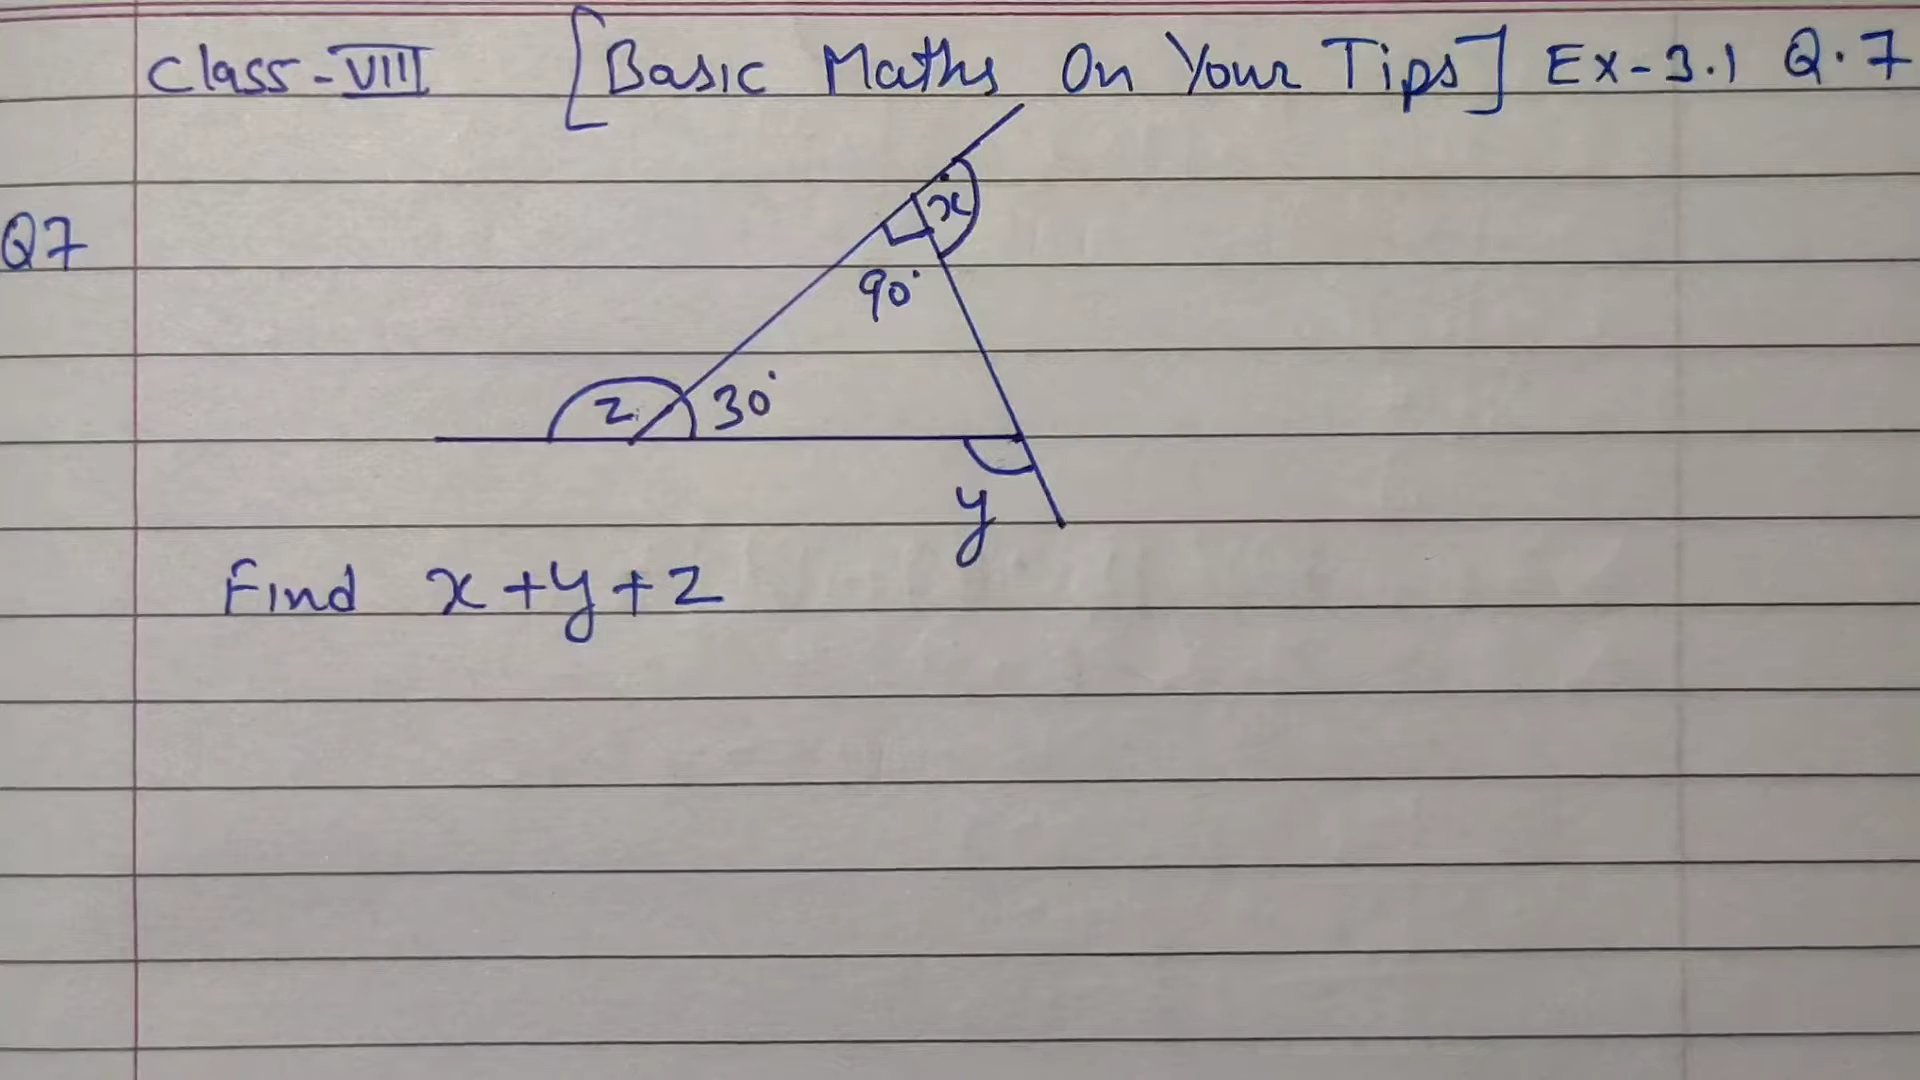 Class-VIII [Basic Maths On Your Tips] Ex-3.1 Q.7
Q7
x
90°
z 30°
y
Find x+y+z